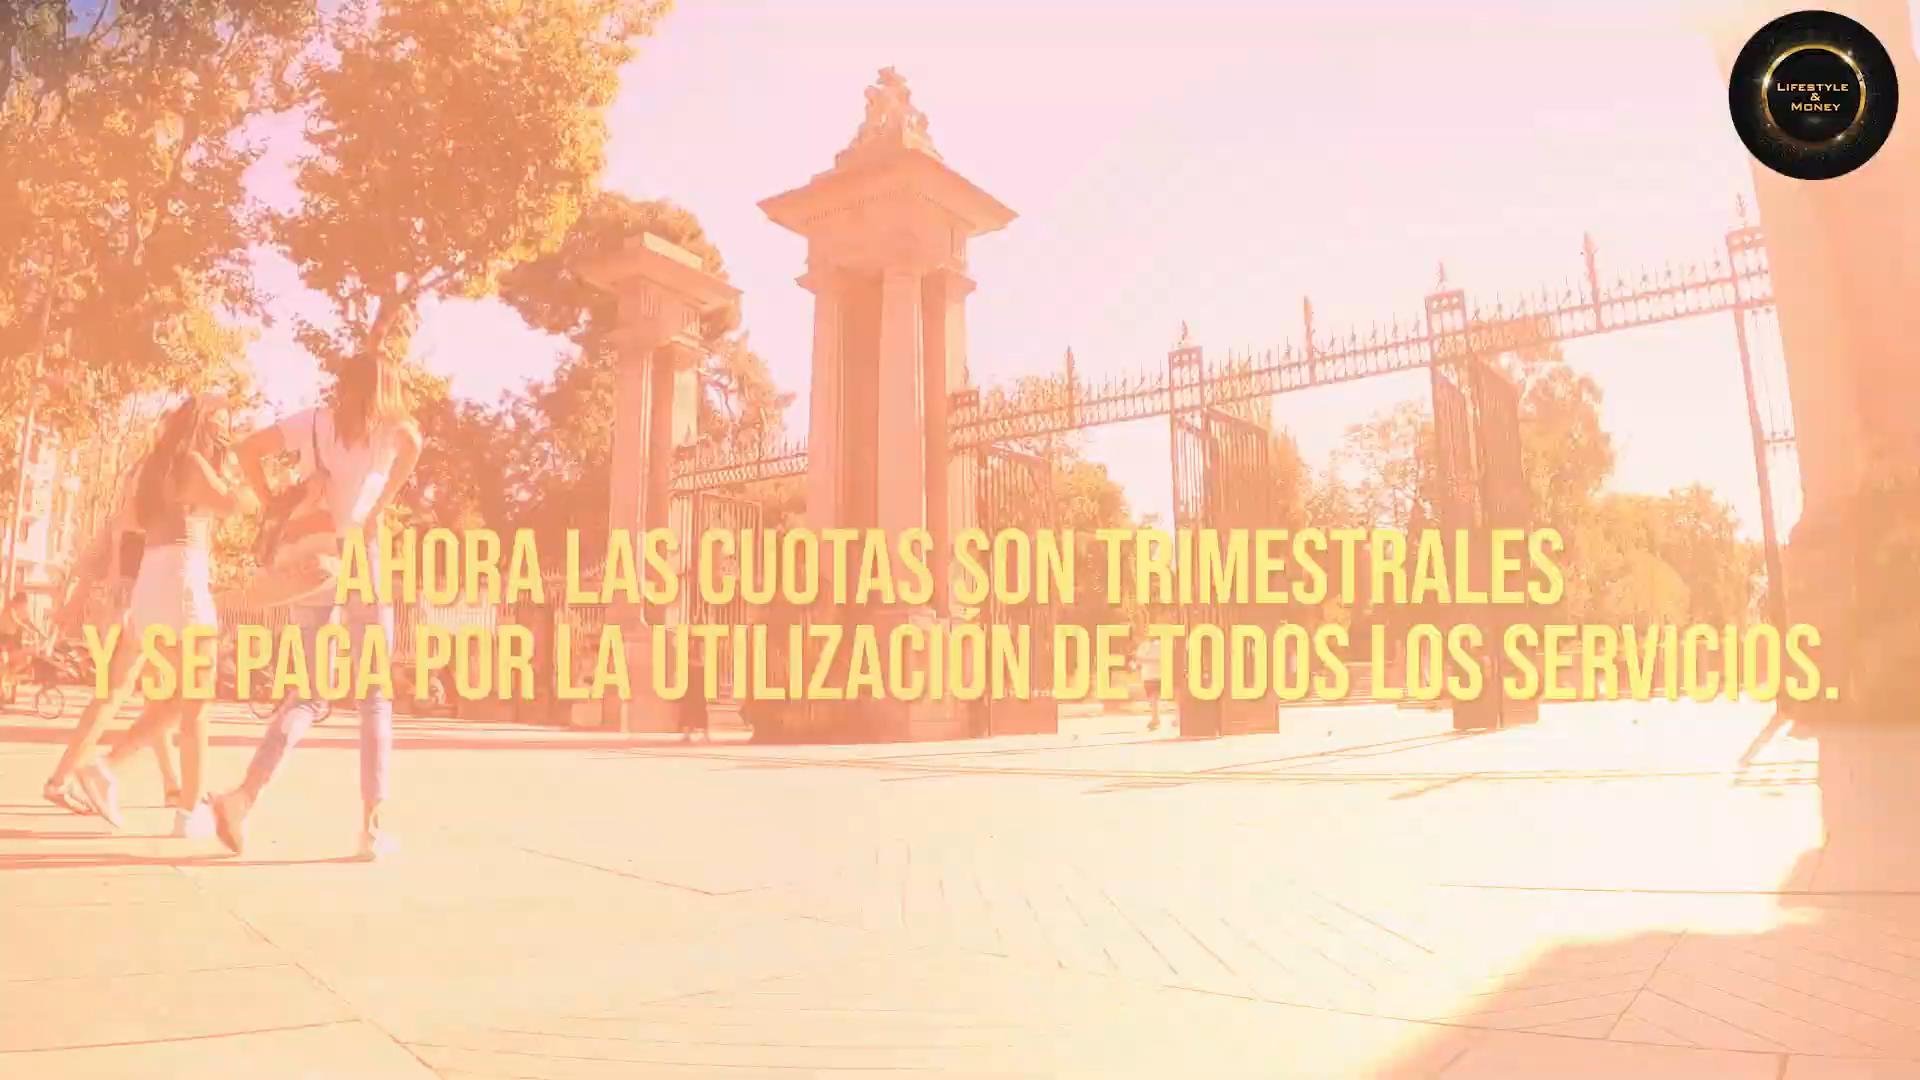 LIFESTYLE
&
MONEY
AHORA LAS CUOTAS SON TRIMESTRALES
Y SE PAGA POR LA UTILIZACIÓN DE TODOS LOS SERVICIOS.